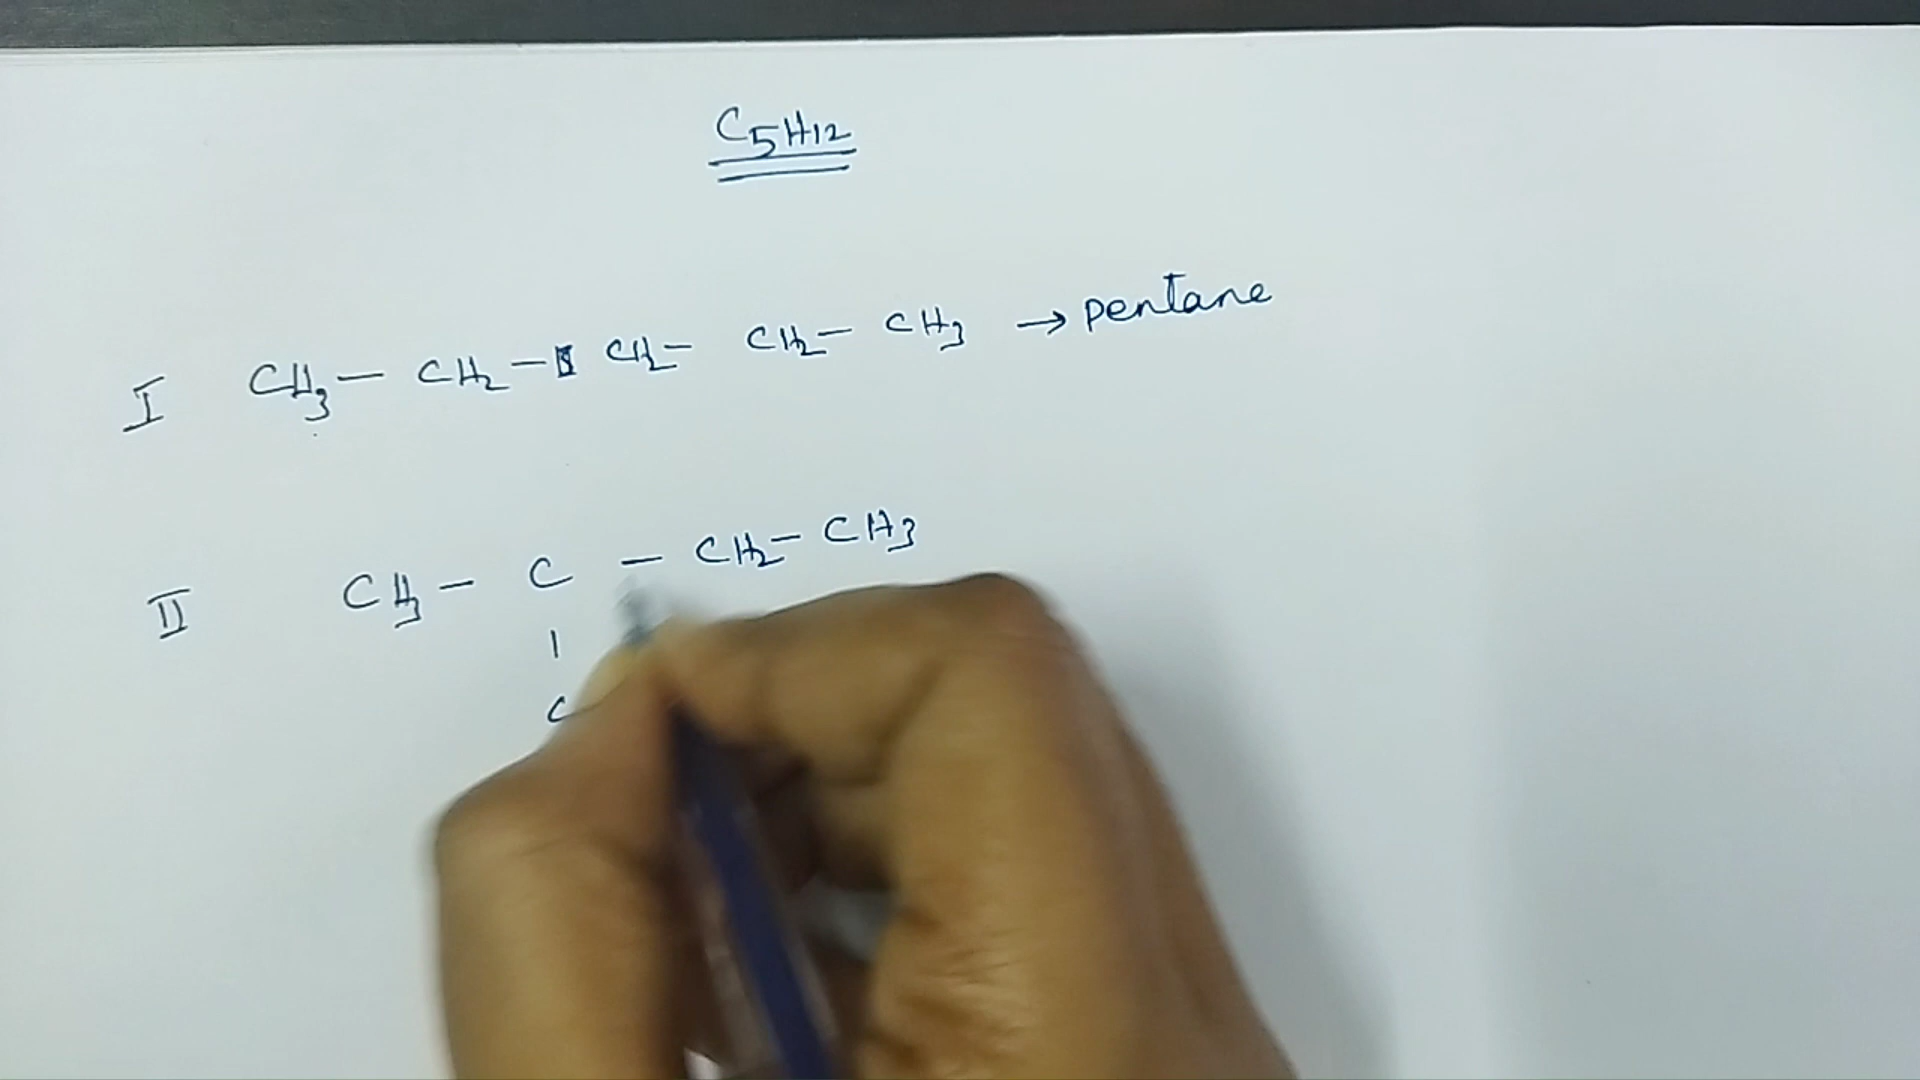 C5H12
I CH3 — CH2 — CH2 — CH2 — CH3 → pentane
II CH3 — C — CH2 — CH3
|
C